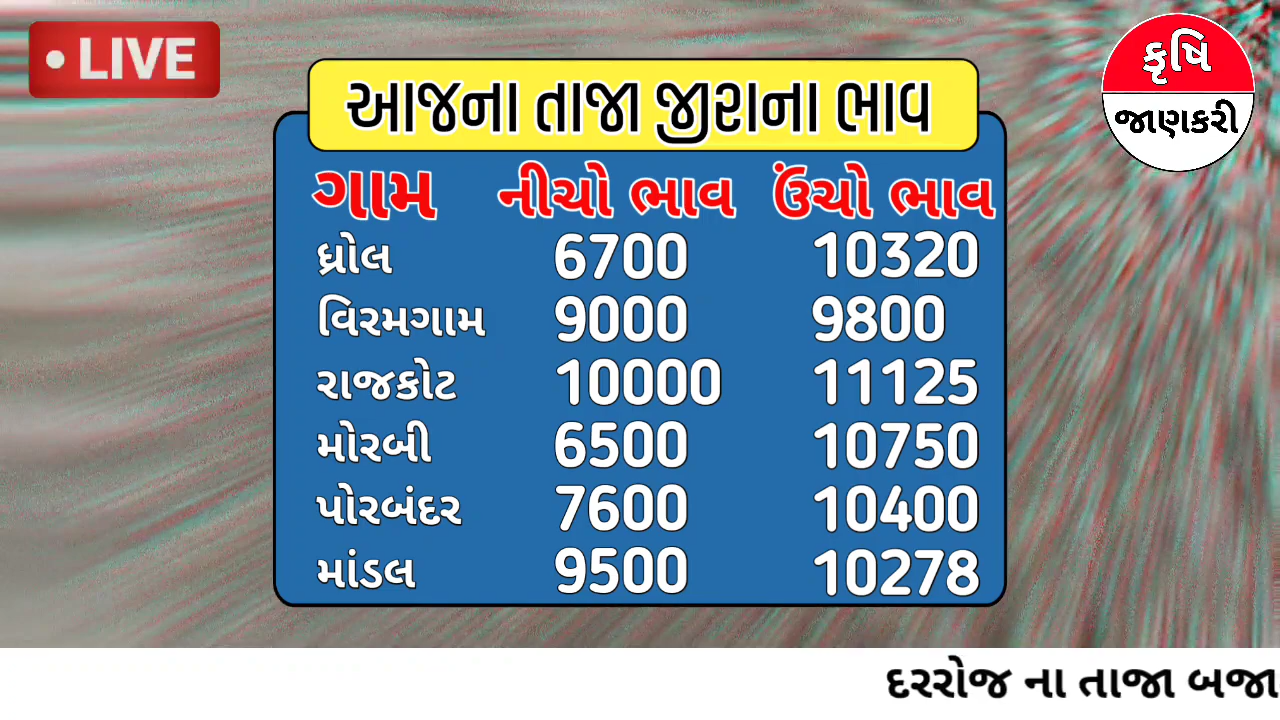 • LIVE
કૃષિ
જાણકરી
આજના તાજા જીરાના ભાવ
ગામ નીચો ભાવ ઉંચો ભાવ
ધ્રોલ 6700 10320
વિરમગામ 9000 9800
રાજકોટ 10000 11125
મોરબી 6500 10750
પોરબંદર 7600 10400
માંડલ 9500 10278
દરરોજ ના તાજા બજા